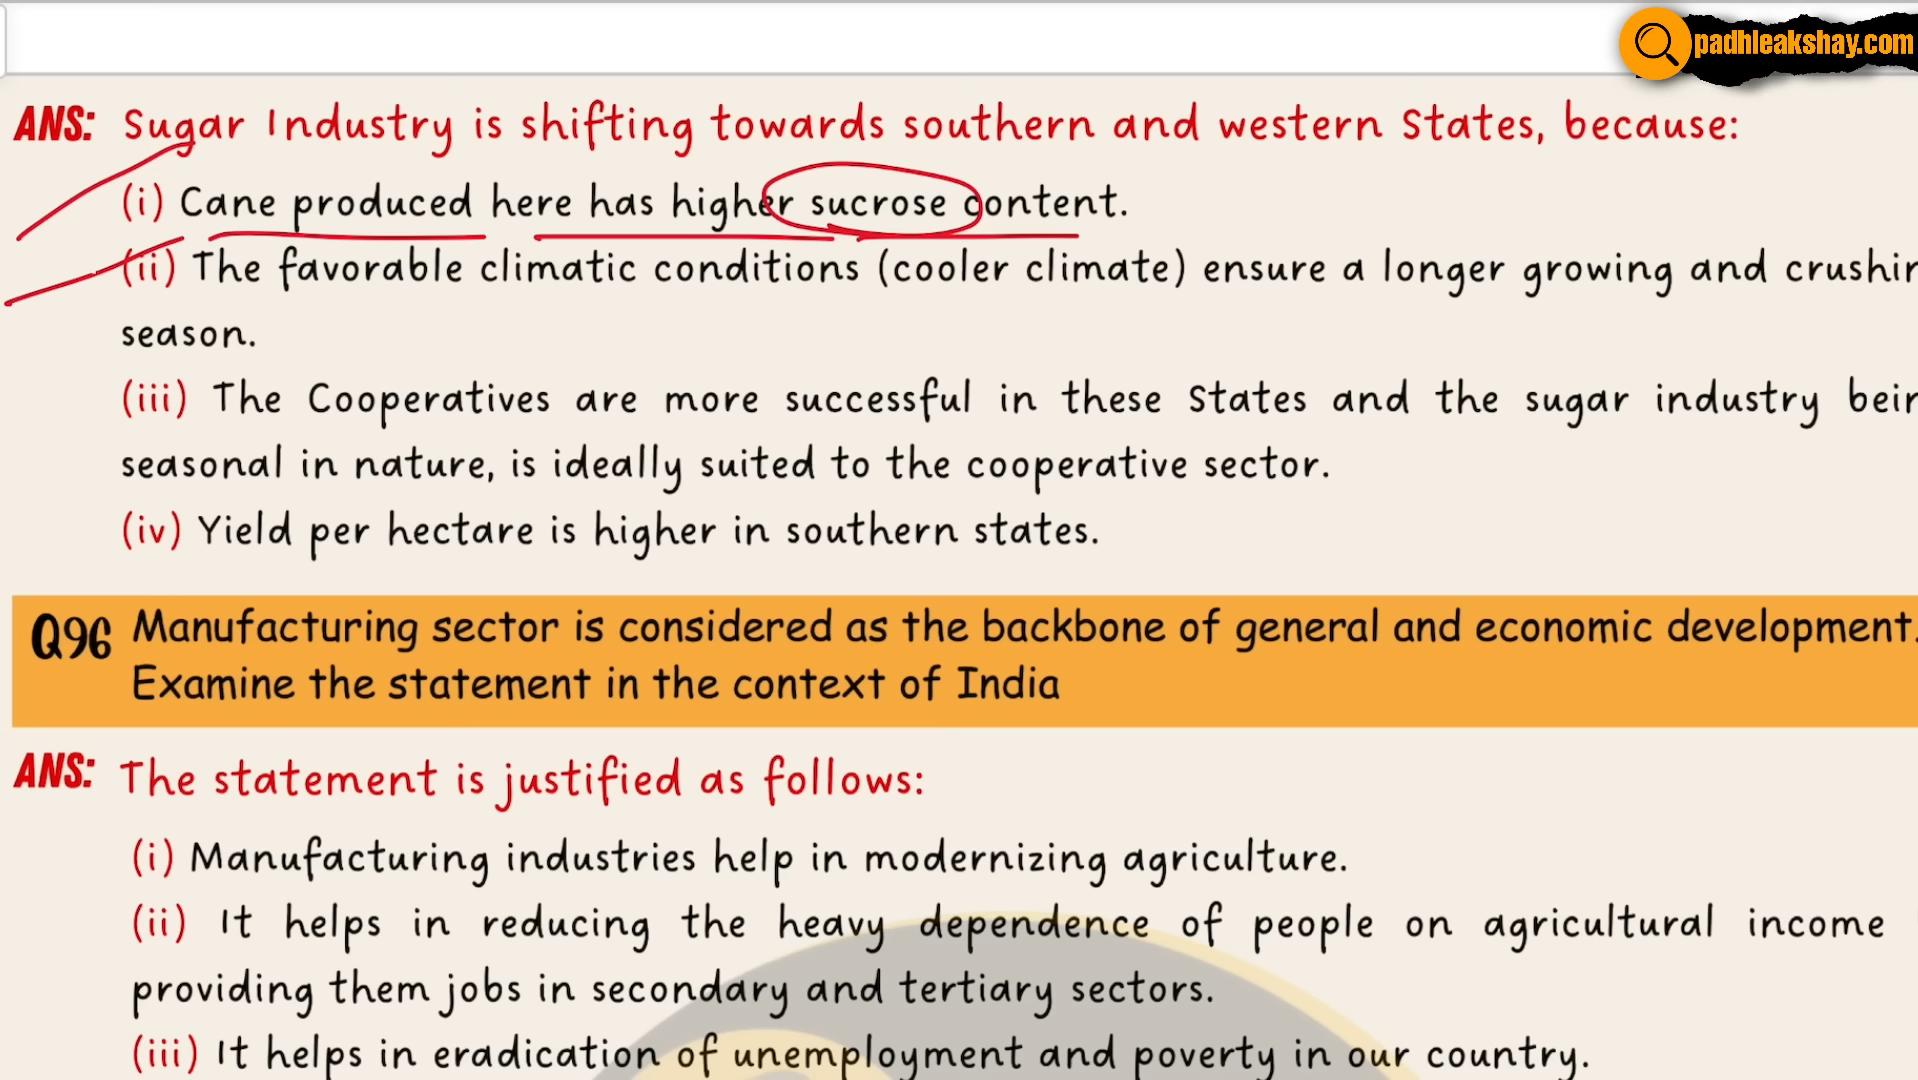 padhleakshay.com
ANS: Sugar Industry is shifting towards southern and western States, because:
(i) Cane produced here has higher sucrose content.
(ii) The favorable climatic conditions (cooler climate) ensure a longer growing and
season.
(iii) The Cooperatives are more successful in these States and the sugar industry
seasonal in nature, is ideally suited to the cooperative sector.
(iv) Yield per hectare is higher in southern states.
Q96 Manufacturing sector is considered as the backbone of general and economic development.
Examine the statement in the context of India
ANS: The statement is justified as follows:
(i) Manufacturing industries help in modernizing agriculture.
(ii) It helps in reducing the heavy dependence of people on agricultural income
providing them jobs in secondary and tertiary sectors.
(iii) It helps in eradication of unemployment and poverty in our country.